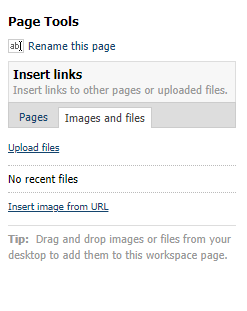 Page Tools
ab Rename this page
Insert links
Insert links to other pages or uploaded files.
Pages Images and files
Upload files
No recent files
Insert image from URL
Tip: Drag and drop images or files from your
desktop to add them to this workspace page.